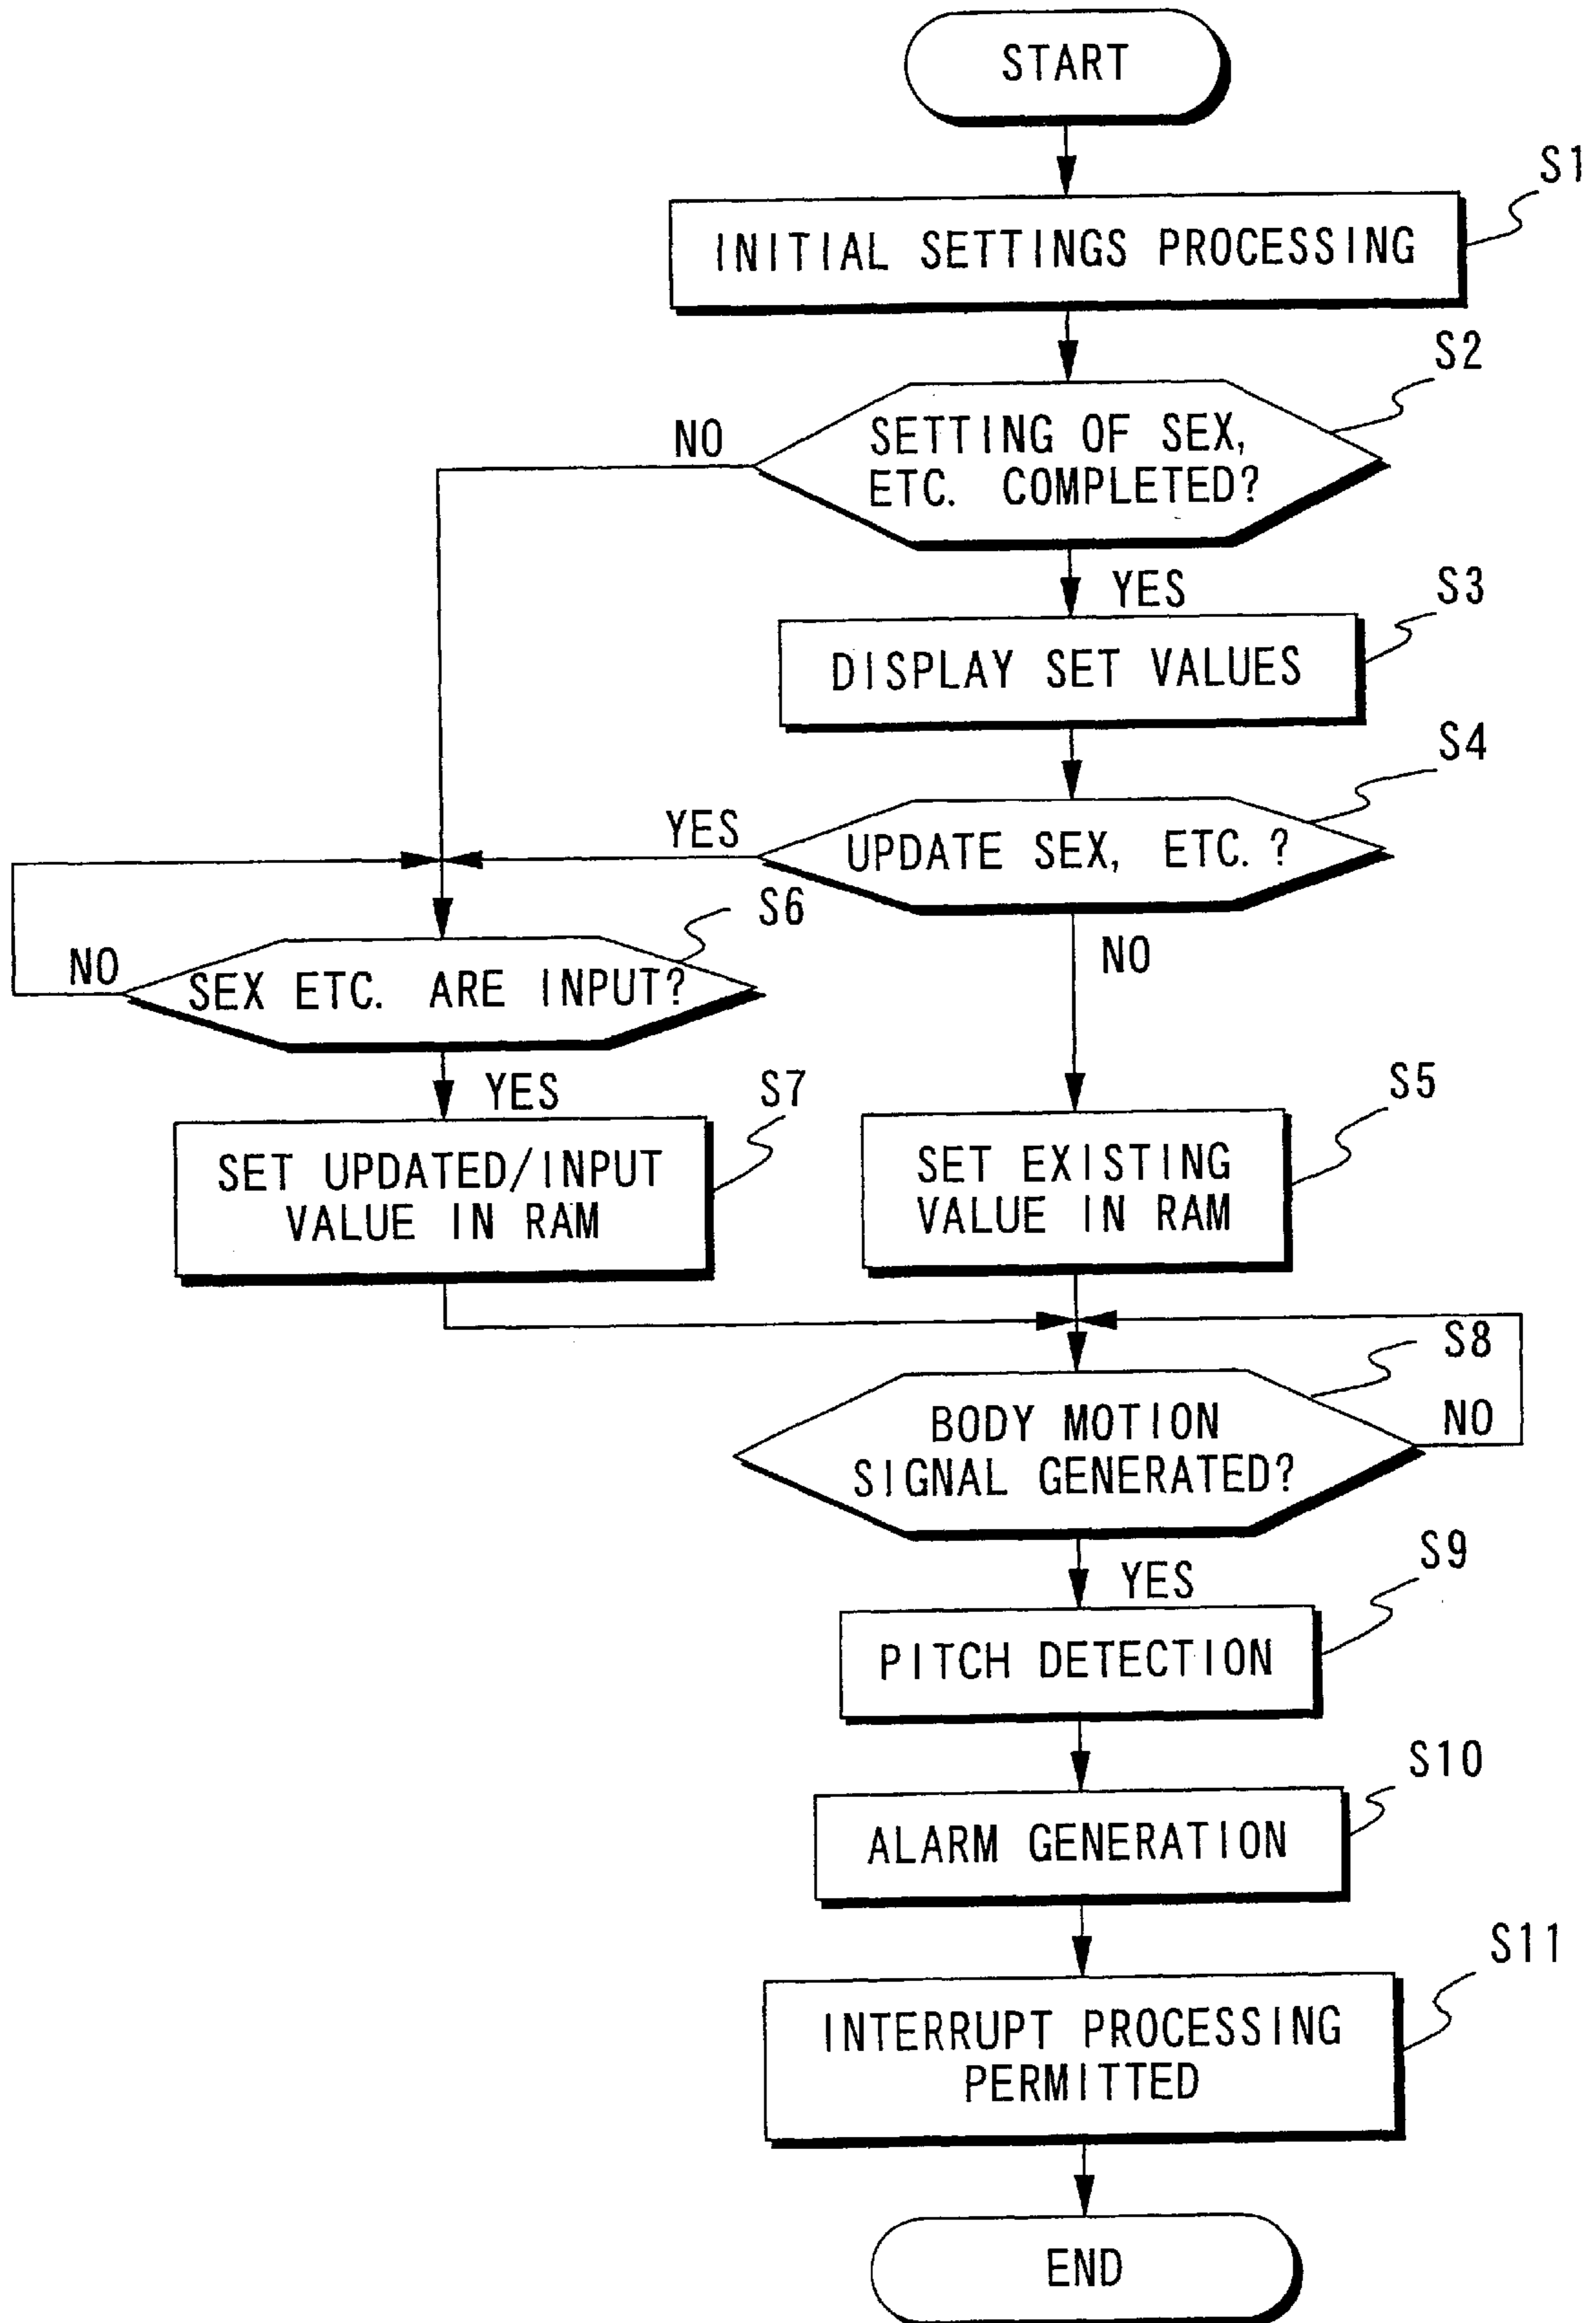 START
S1
INITIAL SETTINGS PROCESSING
S2
NO
SETTING OF SEX,
ETC. COMPLETED?
YES
S3
DISPLAY SET VALUES
S4
YES
UPDATE SEX, ETC. ?
S6
NO
NO
SEX ETC. ARE INPUT?
YES
S7
S5
SET UPDATED/INPUT
VALUE IN RAM
SET EXISTING
VALUE IN RAM
S8
NO
BODY MOTION
SIGNAL GENERATED?
YES
S9
PITCH DETECTION
S10
ALARM GENERATION
S11
INTERRUPT PROCESSING
PERMITTED
END